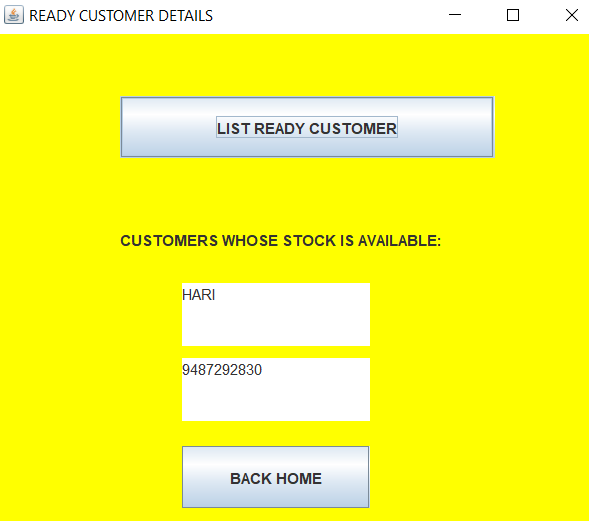 READY CUSTOMER DETAILS
LIST READY CUSTOMER
CUSTOMERS WHOSE STOCK IS AVAILABLE:
HARI
9487292830
BACK HOME